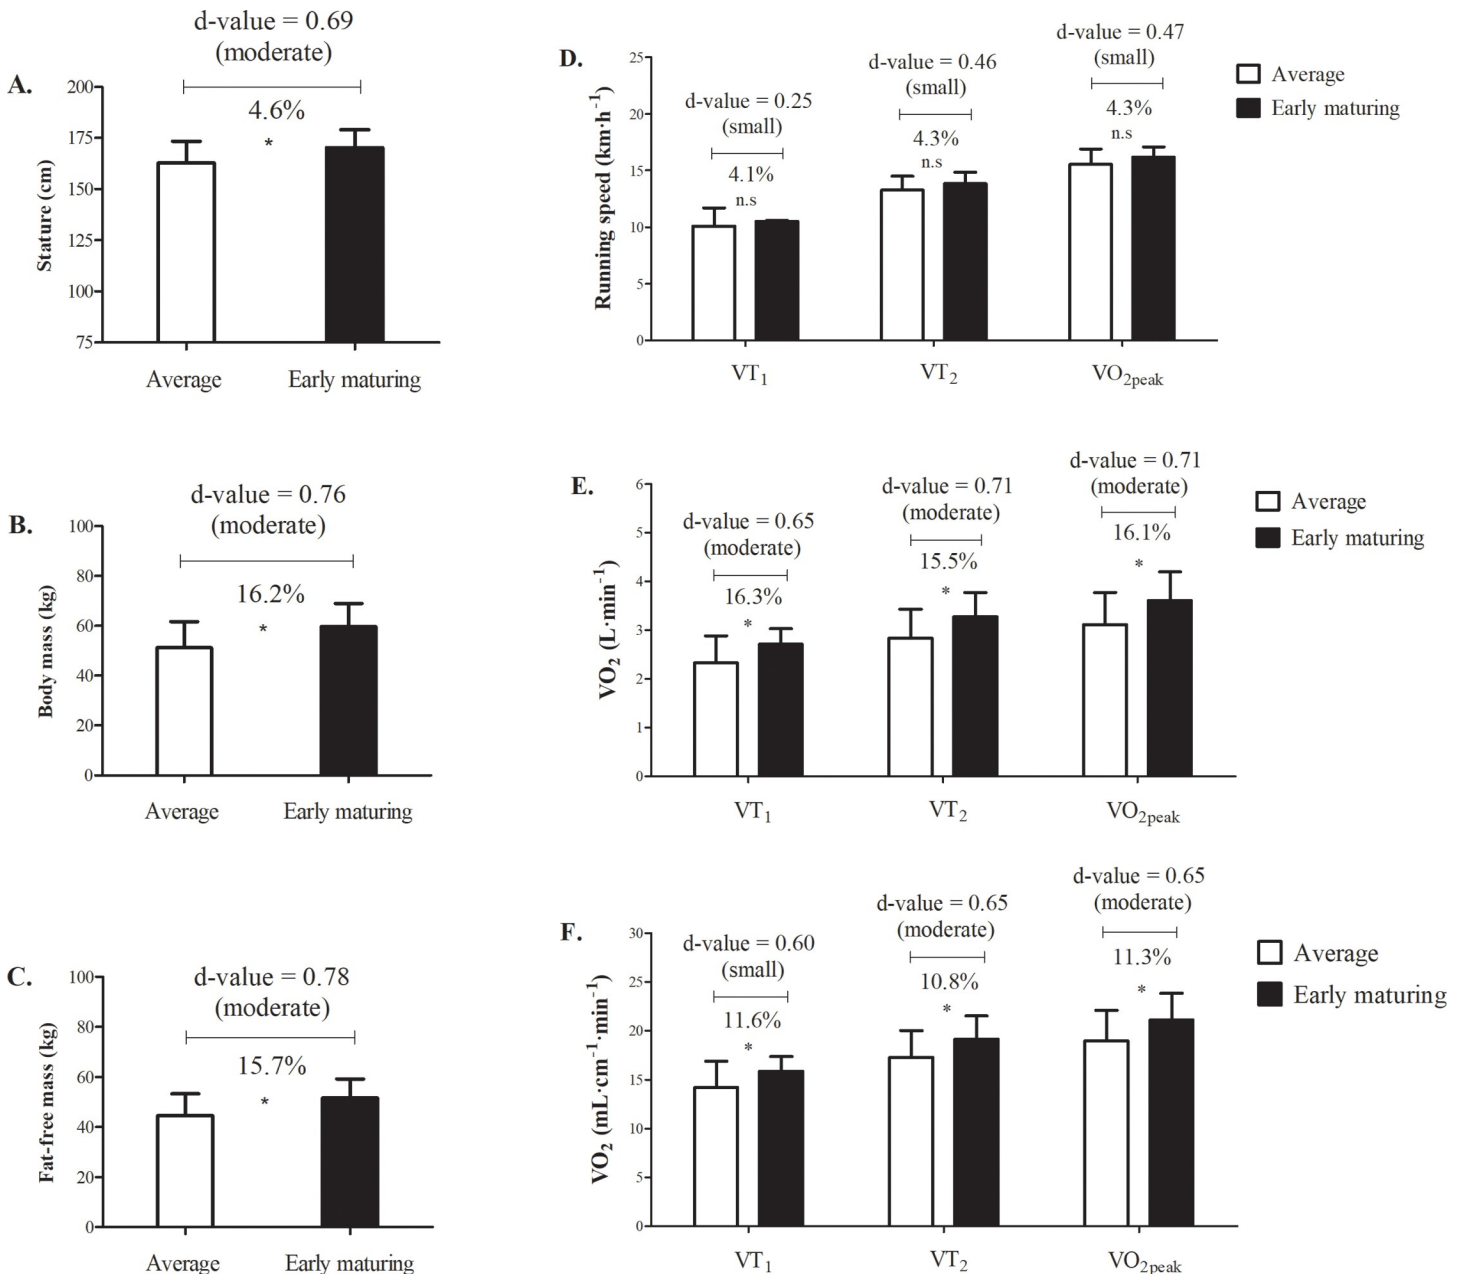 A.
d-value = 0.69
(moderate)
4.6%
*
Stature (cm)
200
175
150
125
100
75
Average
Early maturing
B.
d-value = 0.76
(moderate)
16.2%
*
Body mass (kg)
100
80
60
40
20
0
Average
Early maturing
C.
d-value = 0.78
(moderate)
15.7%
*
Fat-free mass (kg)
100
80
60
40
20
0
Average
Early maturing
D.
Running speed (km·h⁻¹)
25
20
15
10
5
0
d-value = 0.25
(small)
4.1%
n.s
d-value = 0.46
(small)
4.3%
n.s
d-value = 0.47
(small)
4.3%
n.s
VT₁
VT₂
VO₂peak
Average
Early maturing
E.
VO₂ (L·min⁻¹)
6
5
4
3
2
1
0
d-value = 0.65
(moderate)
16.3%
*
d-value = 0.71
(moderate)
15.5%
*
d-value = 0.71
(moderate)
16.1%
*
VT₁
VT₂
VO₂peak
Average
Early maturing
F.
VO₂ (mL·cm⁻¹·min⁻¹)
30
25
20
15
10
5
0
d-value = 0.60
(small)
11.6%
*
d-value = 0.65
(moderate)
10.8%
*
d-value = 0.65
(moderate)
11.3%
*
VT₁
VT₂
VO₂peak
Average
Early maturing